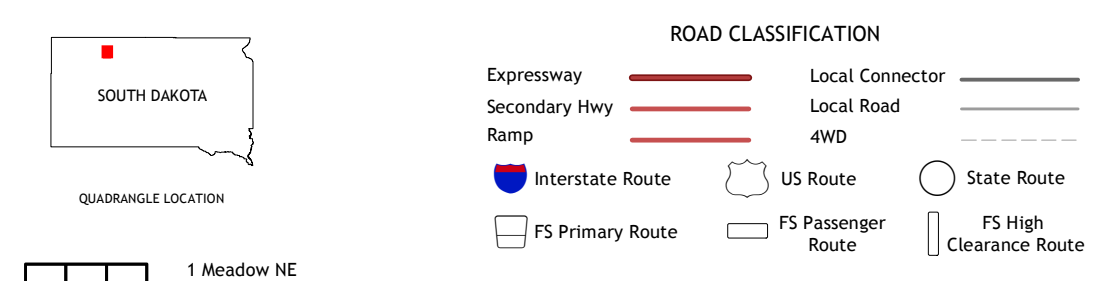 SOUTH DAKOTA
QUADRANGLE LOCATION
1 Meadow NE
ROAD CLASSIFICATION
Expressway
Secondary Hwy
Ramp
Local Connector
Local Road
4WD
Interstate Route
US Route
State Route
FS Primary Route
FS Passenger
Route
FS High
Clearance Route